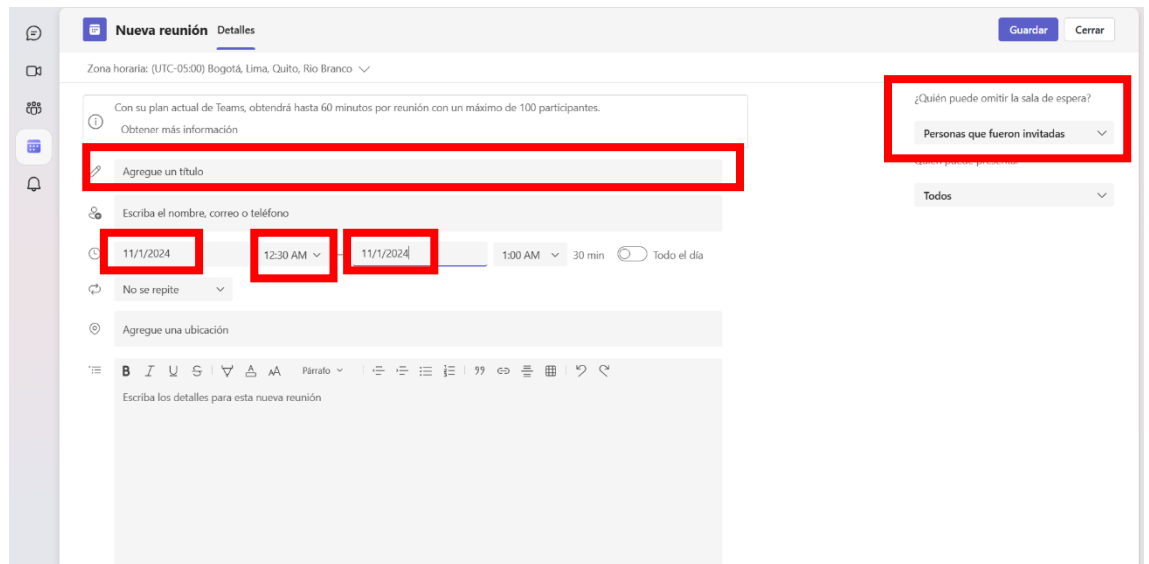 Nueva reunión Detalles
Guardar Cerrar
Zona horaria: (UTC-05:00) Bogotá, Lima, Quito, Rio Branco
Con su plan actual de Teams, obtendrá hasta 60 minutos por reunión con un máximo de 100 participantes.
Obtener más información
Agregue un título
Escriba el nombre, correo o teléfono
11/1/2024 12:30 AM – 11/1/2024 1:00 AM 30 min Todo el día
No se repite
Agregue una ubicación
B I U S AA Párrafo
Escriba los detalles para esta nueva reunión
¿Quién puede omitir la sala de espera?
Personas que fueron invitadas
puede
Todos